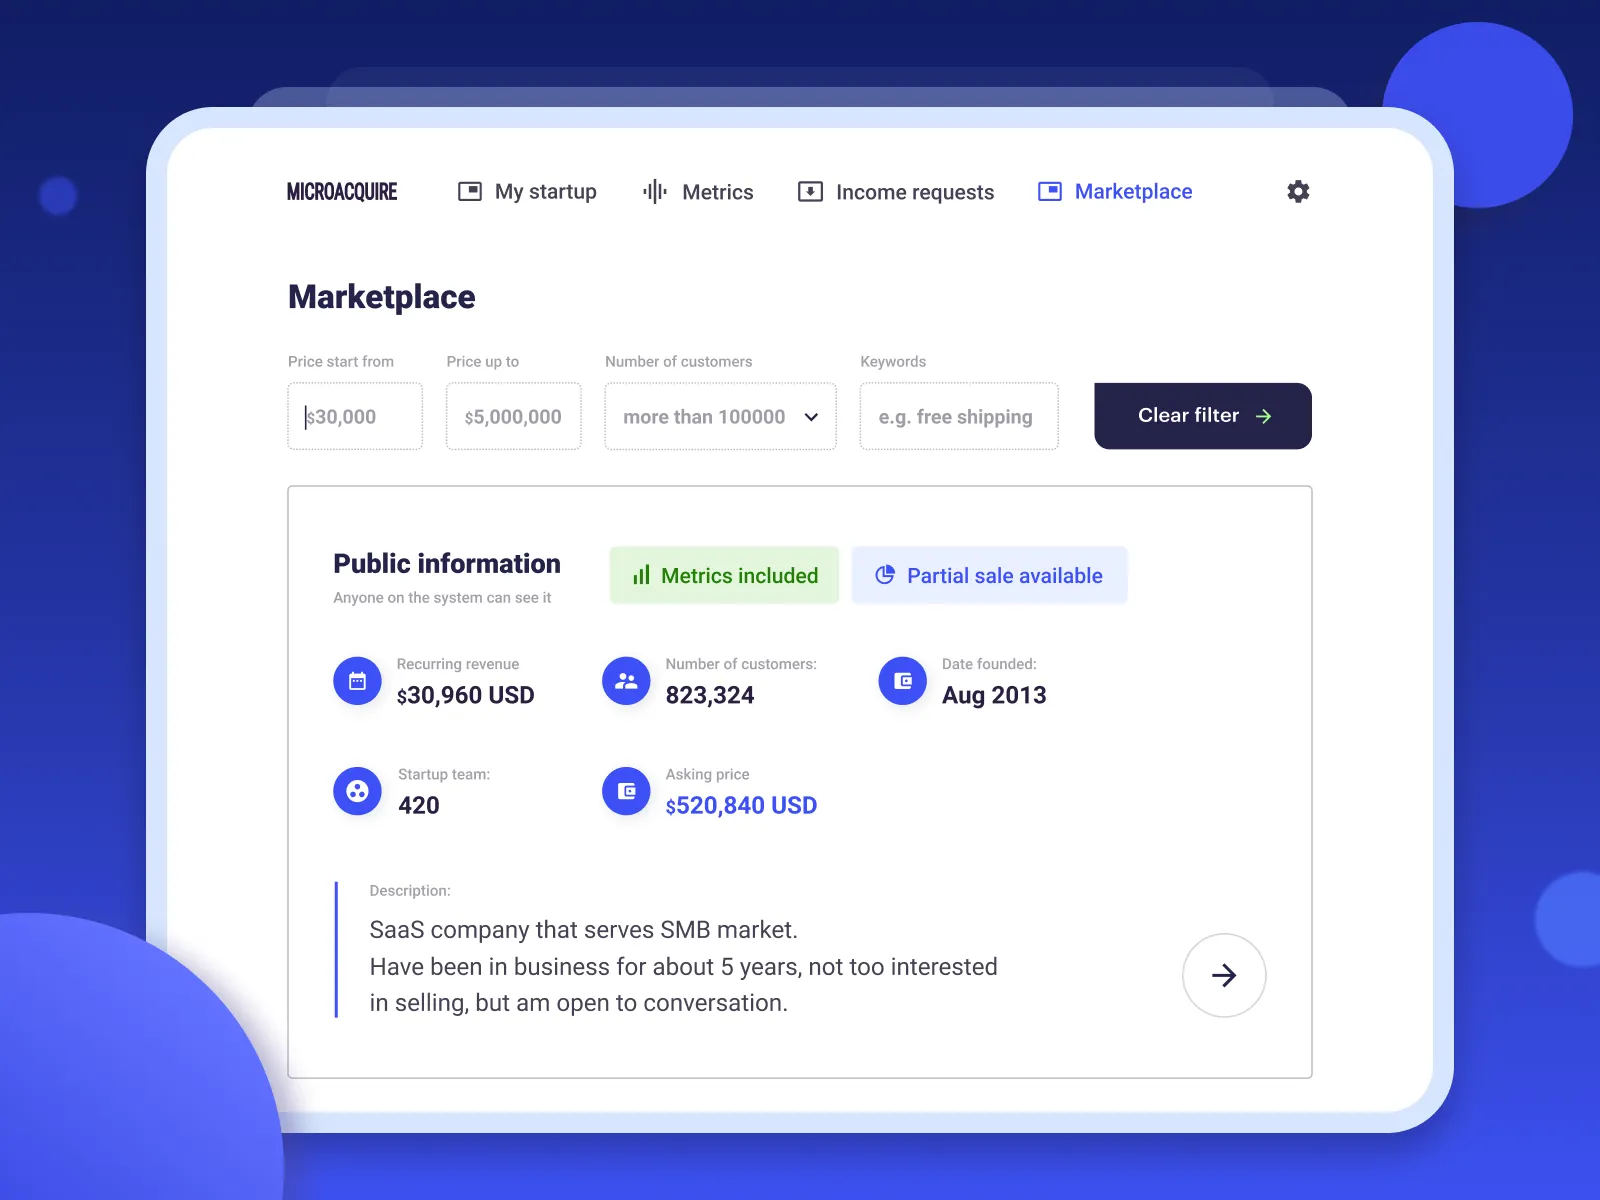 MICROACQUIRE
My startup
Metrics
Income requests
Marketplace
Marketplace
Price start from
Price up to
Number of customers
Keywords
$30,000
$5,000,000
more than 100000
e.g. free shipping
Clear filter
Public information
Anyone on the system can see it
Metrics included
Partial sale available
Recurring revenue
$30,960 USD
Number of customers:
823,324
Date founded:
Aug 2013
Startup team:
420
Asking price
$520,840 USD
Description:
SaaS company that serves SMB market.
Have been in business for about 5 years, not too interested
in selling, but am open to conversation.